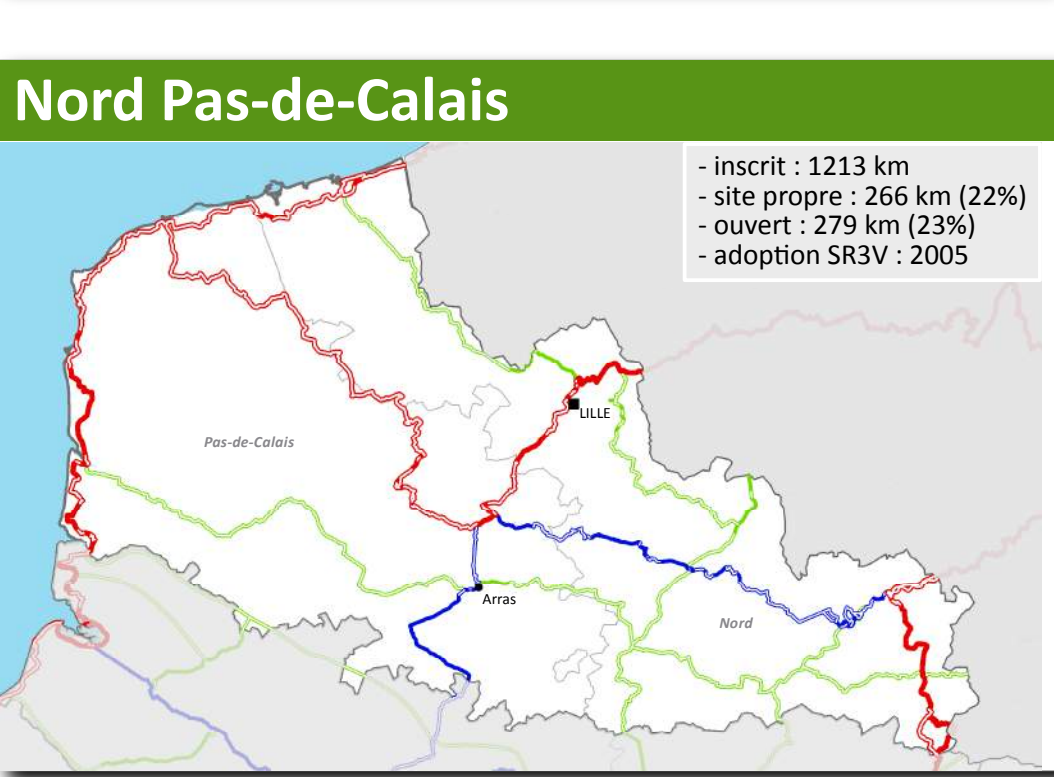 Nord Pas-de-Calais
- inscrit : 1213 km
- site propre : 266 km (22%)
- ouvert : 279 km (23%)
- adoption SR3V : 2005
LILLE
Pas-de-Calais
Arras
Nord